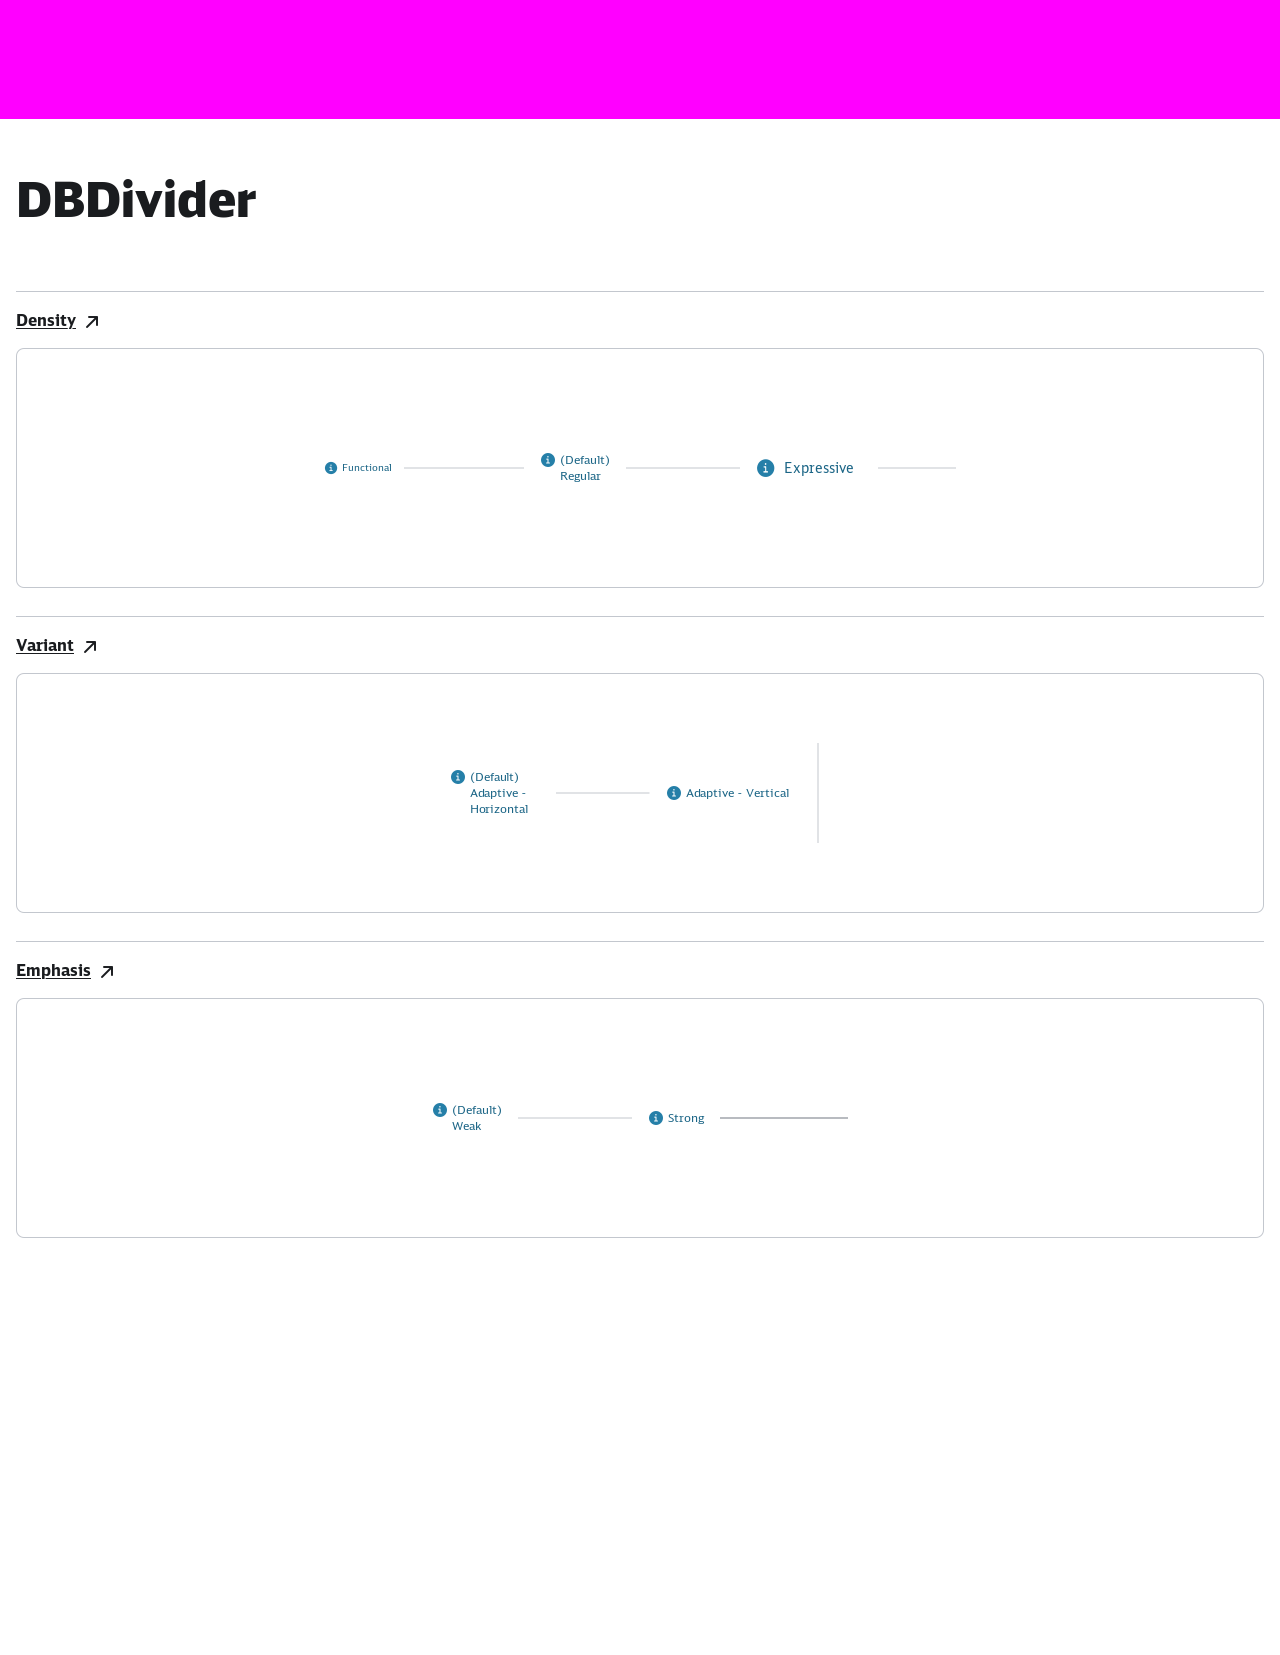 DBDivider
Density
Functional
(Default)
Regular
Expressive
Variant
(Default)
Adaptive -
Horizontal
Adaptive - Vertical
Emphasis
(Default)
Weak
Strong